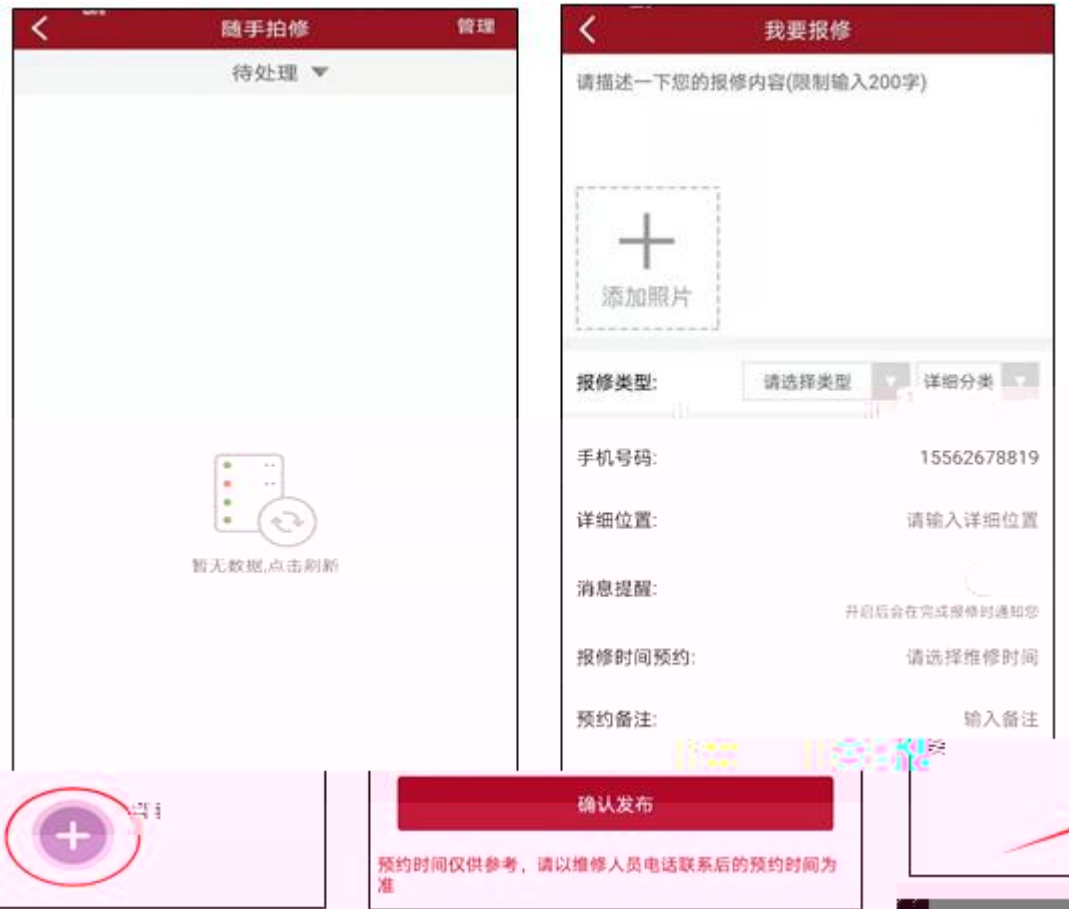 随手拍修
管理
待处理
暂无数据,点击刷新
我要报修
请描述一下您的报修内容(限制输入200字)
添加照片
报修类型:
请选择类型
详细分类
手机号码:
15562678819
详细位置:
请输入详细位置
消息提醒:
开启后会在完成报修时通知您
报修时间预约:
请选择维修时间
预约备注:
输入备注
确认发布
预约时间仅供参考，请以维修人员电话联系后的预约时间为
准